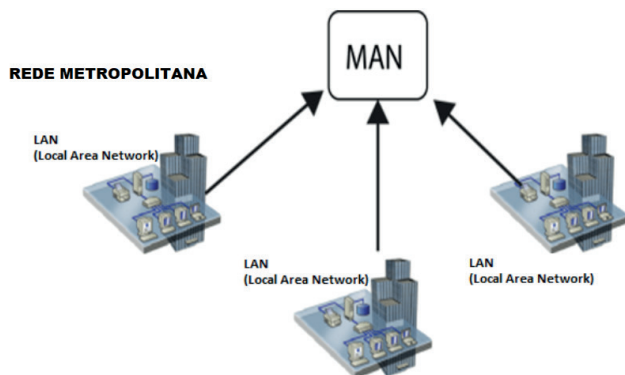 MAN
REDE METROPOLITANA
LAN
(Local Area Network)
LAN
(Local Area Network)
LAN
(Local Area Network)